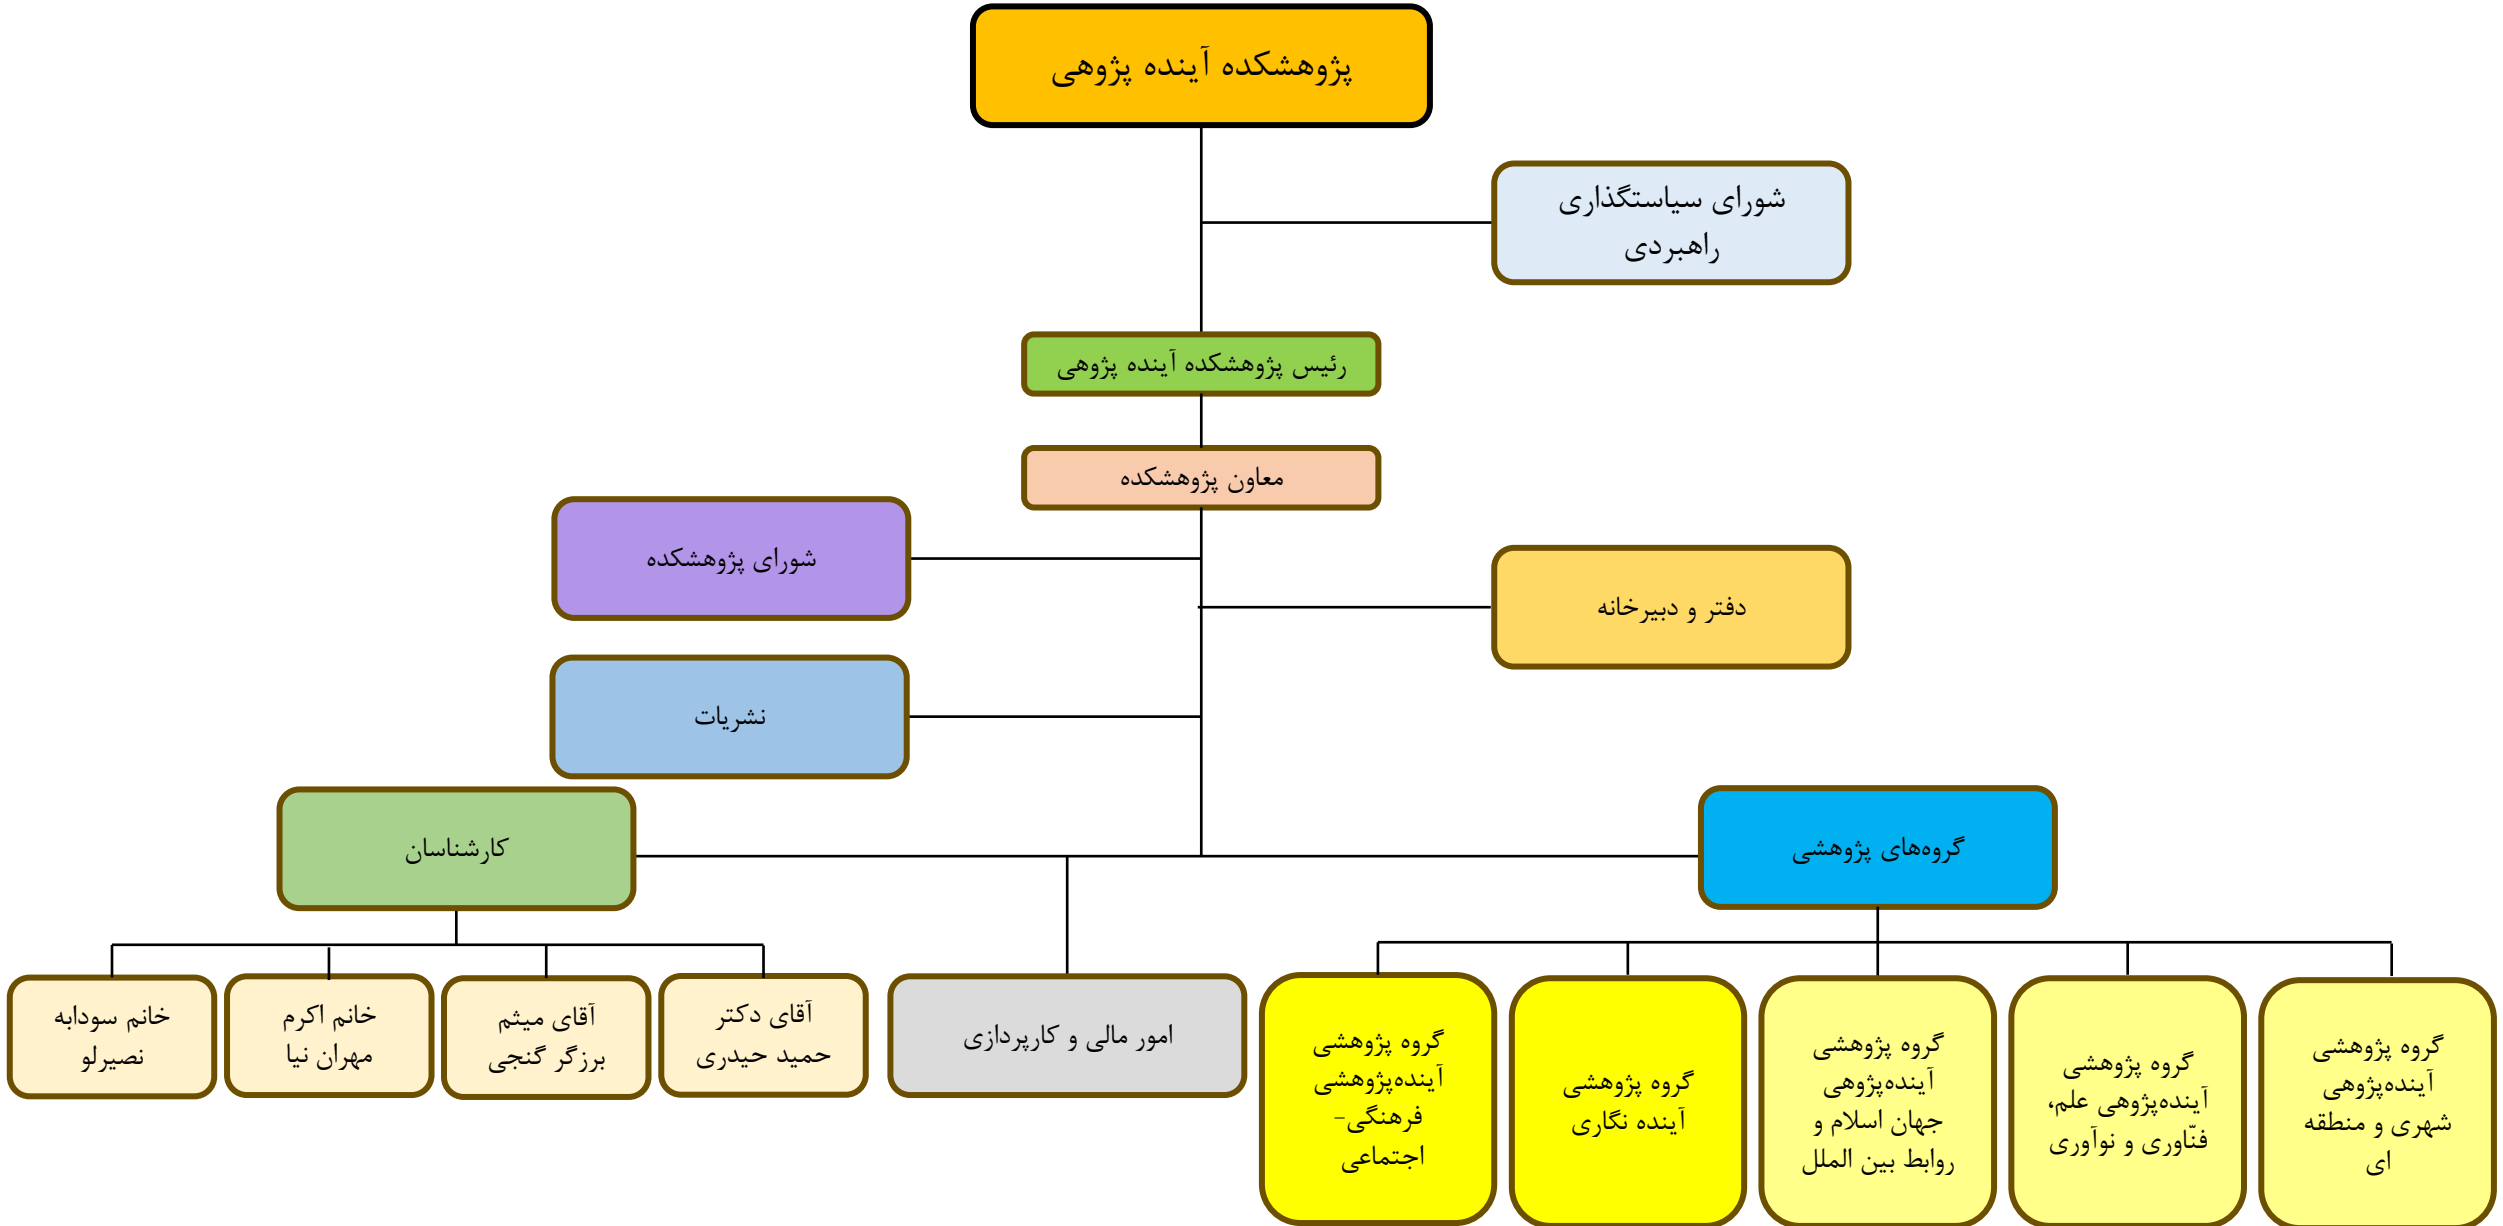 پژوهشکده آینده پژوهی
شورای سیاستگذاری
راهبردی
رئیس پژوهشکده آینده پژوهی
معاون پژوهشکده
شورای پژوهشکده
دفتر و دبیرخانه
نشریات
گروه‌های پژوهشی
کارشناسان
گروه پژوهشی
آینده‌پژوهی
شهری و منطقه
ای
گروه پژوهشی
آینده‌پژوهی علم،
فنّاوری و نوآوری
گروه پژوهشی
آینده‌پژوهی
جهان اسلام و
روابط بین الملل
گروه پژوهشی
آینده نگاری
گروه پژوهشی
آینده‌پژوهشی
فرهنگی-
اجتماعی
امور مالی و کارپردازی
آقای دکتر
حمید حیدری
آقای میثم
برزگر گنجی
خانم اکرم
مهران نیا
خانم سودابه
نصیرلو